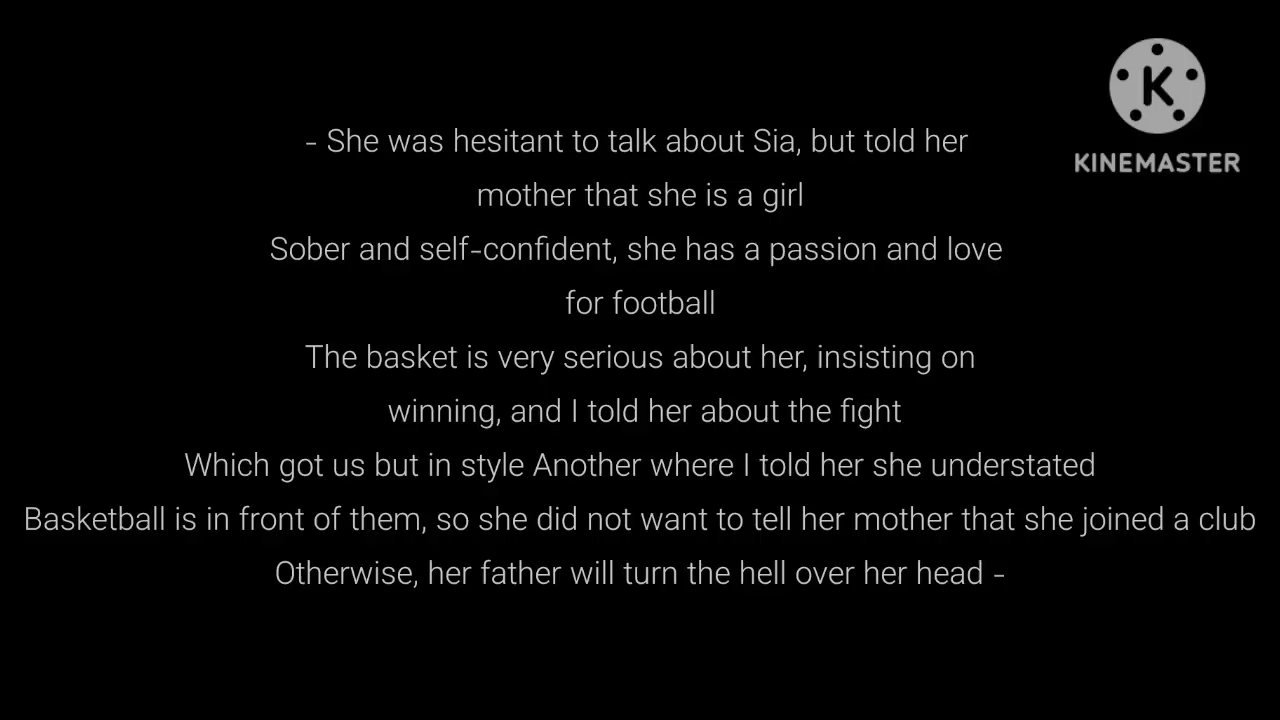 - She was hesitant to talk about Sia, but told her
mother that she is a girl
Sober and self-confident, she has a passion and love
for football
The basket is very serious about her, insisting on
winning, and I told her about the fight
Which got us but in style Another where I told her she understated
Basketball is in front of them, so she did not want to tell her mother that she joined a club
Otherwise, her father will turn the hell over her head -
K
KINEMASTER